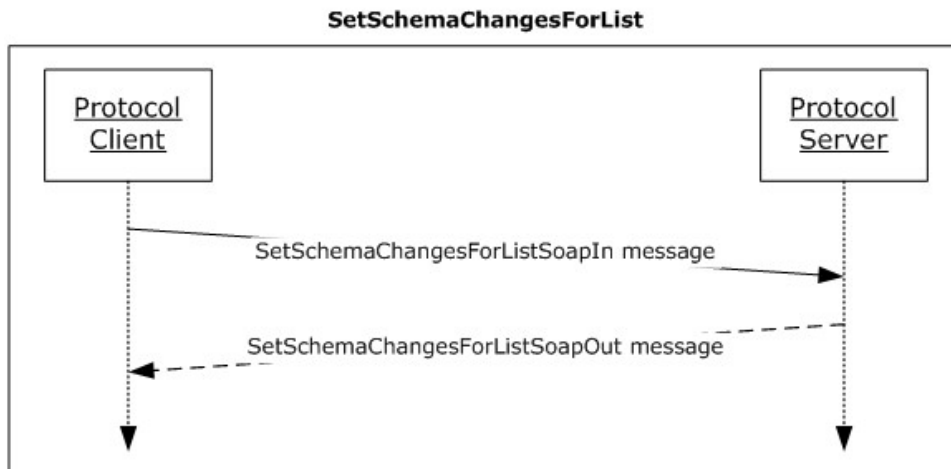 SetSchemaChangesForList
Protocol
Client
Protocol
Server
SetSchemaChangesForListSoapIn message
SetSchemaChangesForListSoapOut message